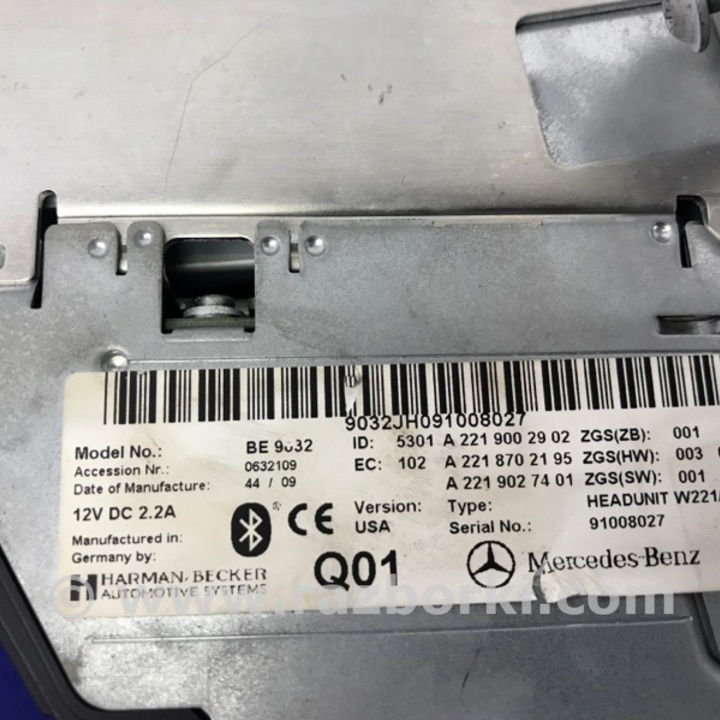 9032JH091008027
Model No.: BE 9032 ID: 5301 A 221 900 29 02 ZGS(ZB): 001
Accession Nr.: 0632109 EC: 102 A 221 870 21 95 ZGS(HW): 003
Date of Manufacture: 44 / 09 A 221 902 74 01 ZGS(SW): 001
12V DC 2.2A Version: Type: HEADUNIT W221/
USA Serial No.: 91008027
Manufactured in
Germany by:
CE
Q01
Mercedes-Benz
HARMAN/BECKER
AUTOMOTIVE SYSTEMS
www.razborki.com